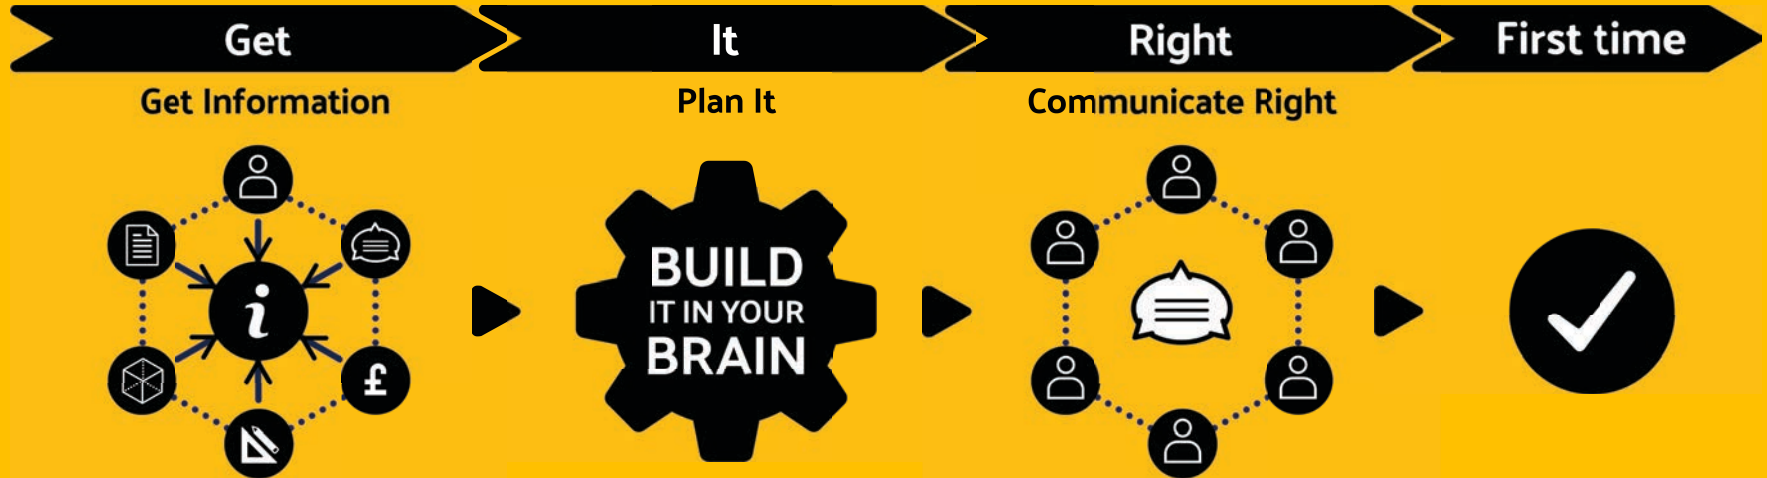 Get
It
Right
First time
Get Information
Plan It
Communicate Right
i
£
BUILD
IT IN YOUR
BRAIN